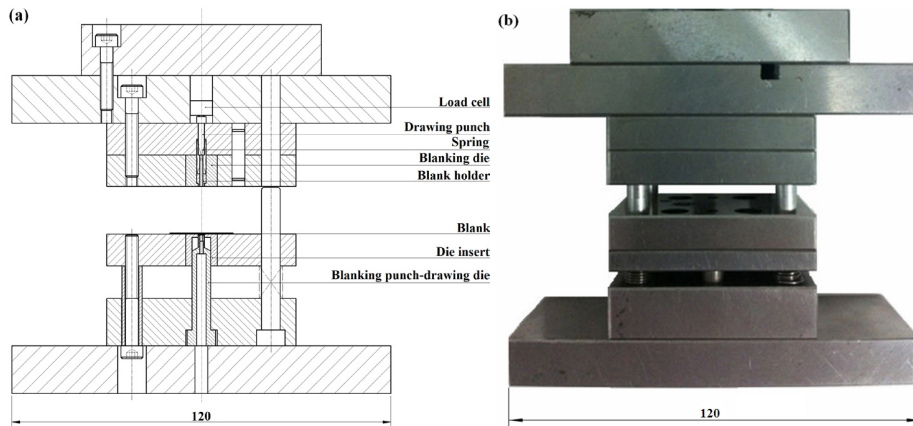 (a)
Load cell
Drawing punch
Spring
Blanking die
Blank holder
Blank
Die insert
Blanking punch-drawing die
120
(b)
120